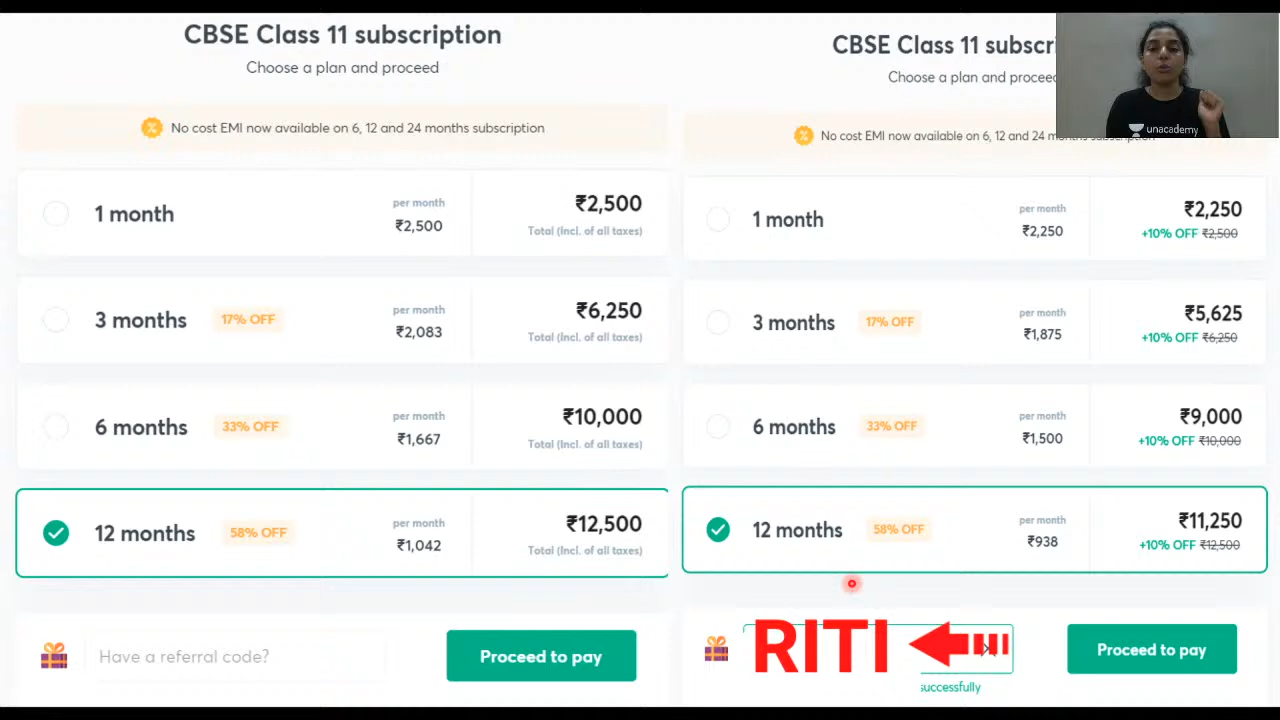 CBSE Class 11 subscription
Choose a plan and proceed
No cost EMI now available on 6, 12 and 24 months subscription
1 month
per month
₹2,500
₹2,500
Total (Incl. of all taxes)
3 months
17% OFF
per month
₹2,083
₹6,250
Total (Incl. of all taxes)
6 months
33% OFF
per month
₹1,667
₹10,000
Total (Incl. of all taxes)
12 months
58% OFF
per month
₹1,042
₹12,500
Total (Incl. of all taxes)
Have a referral code?
Proceed to pay
CBSE Class 11 subscri
Choose a plan and proceed
No cost EMI now available on 6, 12 and 24 months subscription
1 month
per month
₹2,250
₹2,250
+10% OFF ₹2,500
3 months
17% OFF
per month
₹1,875
₹5,625
+10% OFF ₹6,250
6 months
33% OFF
per month
₹1,500
₹9,000
+10% OFF ₹10,000
12 months
58% OFF
per month
₹938
₹11,250
+10% OFF ₹12,500
RITI
successfully
Proceed to pay
unacademy